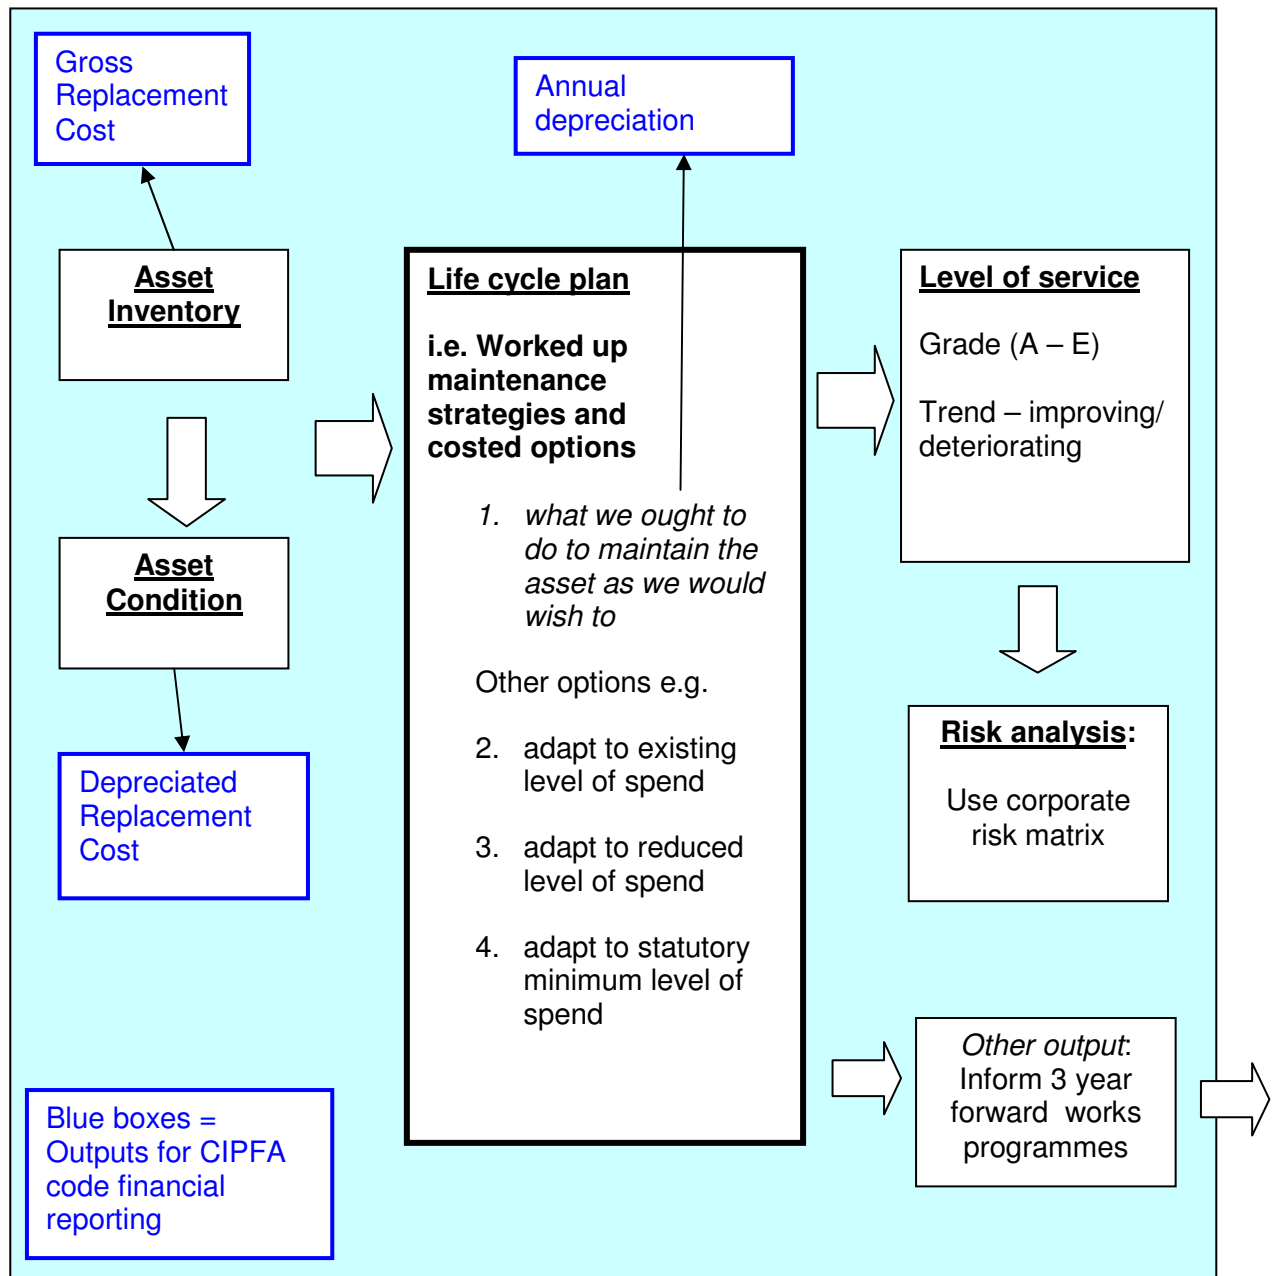 Gross
Replacement
Cost
Annual
depreciation
Asset
Inventory
Asset
Condition
Depreciated
Replacement
Cost
Blue boxes =
Outputs for CIPFA
code financial
reporting
Life cycle plan
i.e. Worked up
maintenance
strategies and
costed options
1. what we ought to
do to maintain the
asset as we would
wish to
Other options e.g.
2. adapt to existing
level of spend
3. adapt to reduced
level of spend
4. adapt to statutory
minimum level of
spend
Level of service
Grade (A – E)
Trend – improving/
deteriorating
Risk analysis:
Use corporate
risk matrix
Other output:
Inform 3 year
forward works
programmes